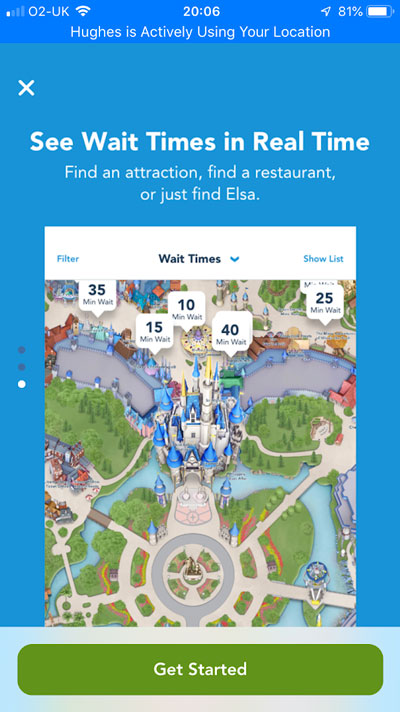 O2-UK 20:06 81%
Hughes is Actively Using Your Location
See Wait Times in Real Time
Find an attraction, find a restaurant,
or just find Elsa.
Filter Wait Times Show List
35
Min Wait
10
Min Wait
25
Min Wait
15
Min Wait
40
Min Wait
Min Wait
Get Started